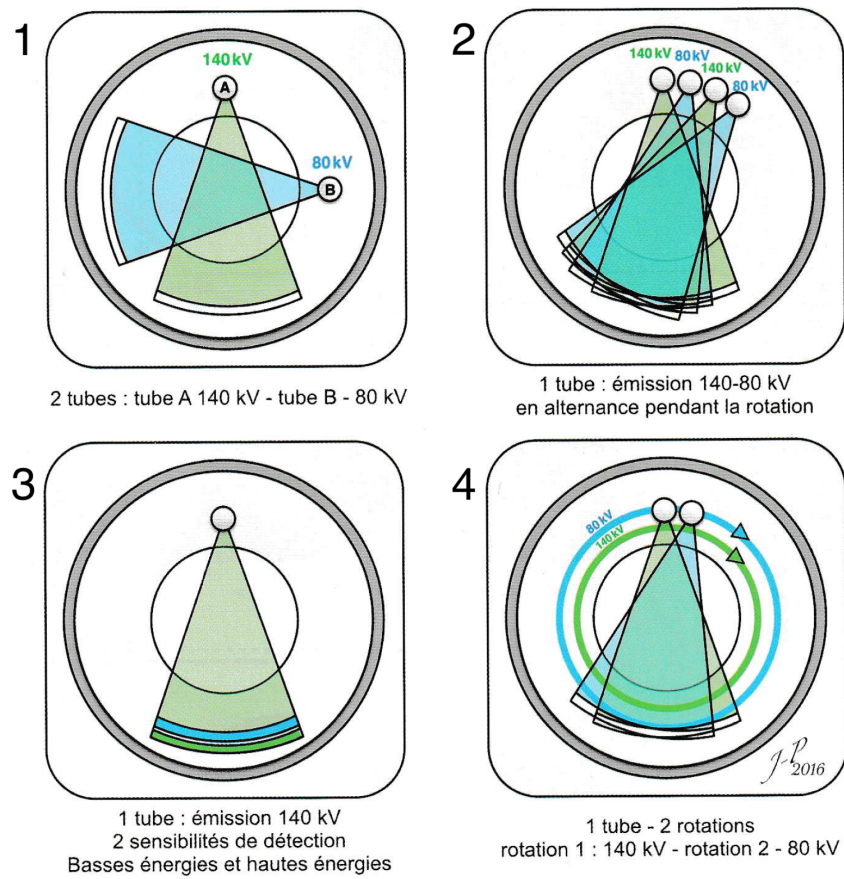 1
140 kV
A
80 kV
B
2 tubes : tube A 140 kV - tube B - 80 kV
2
140 kV 80 kV 140 kV 80 kV
1 tube : émission 140-80 kV
en alternance pendant la rotation
3
1 tube : émission 140 kV
2 sensibilités de détection
Basses énergies et hautes énergies
4
80 kV
140 kV
J-P
2016
1 tube - 2 rotations
rotation 1 : 140 kV - rotation 2 - 80 kV